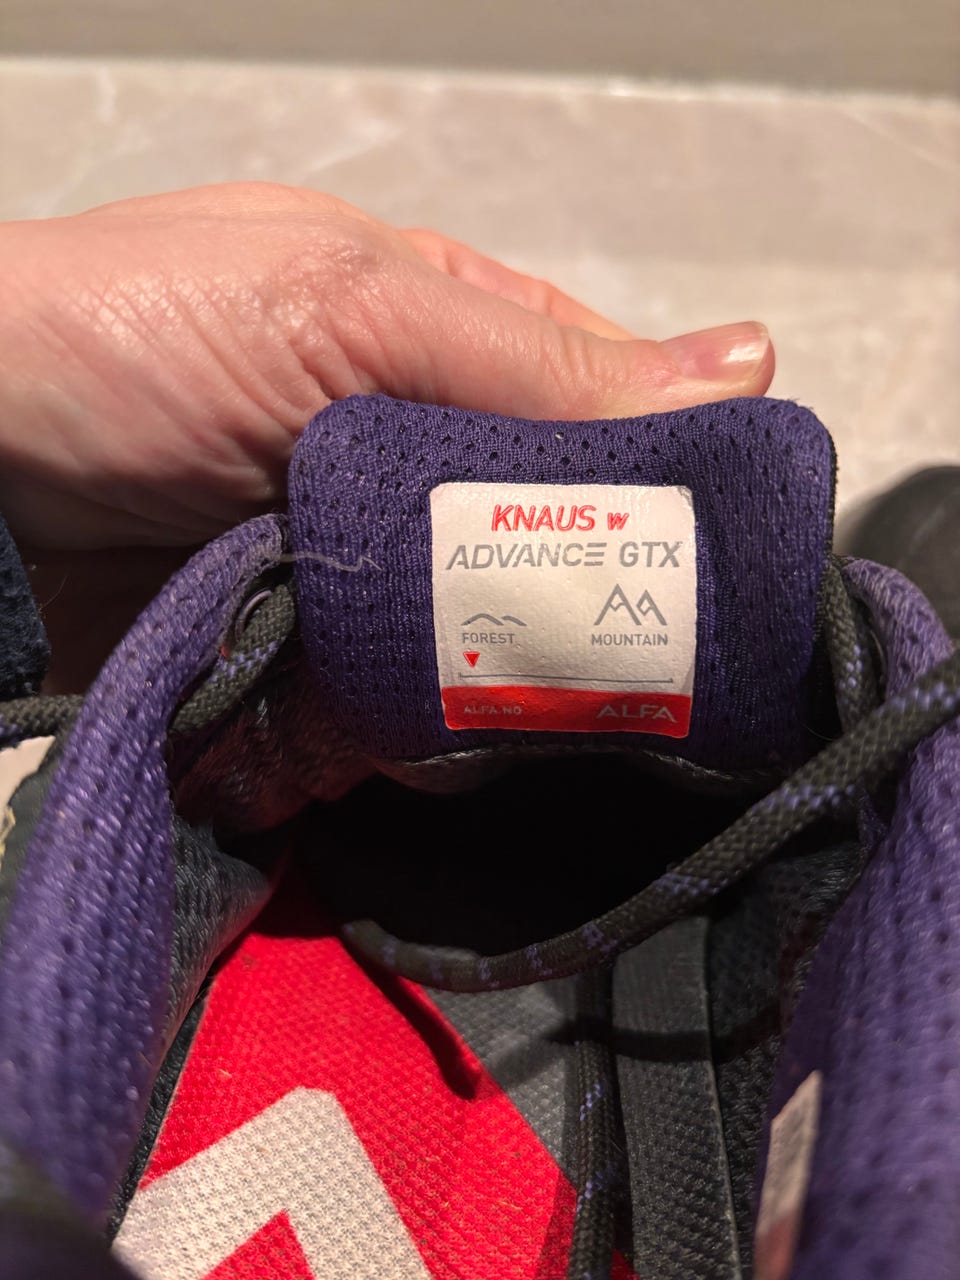 KNAUS w
ADVANCE GTX
FOREST MOUNTAIN
ALFA.NO ALFA